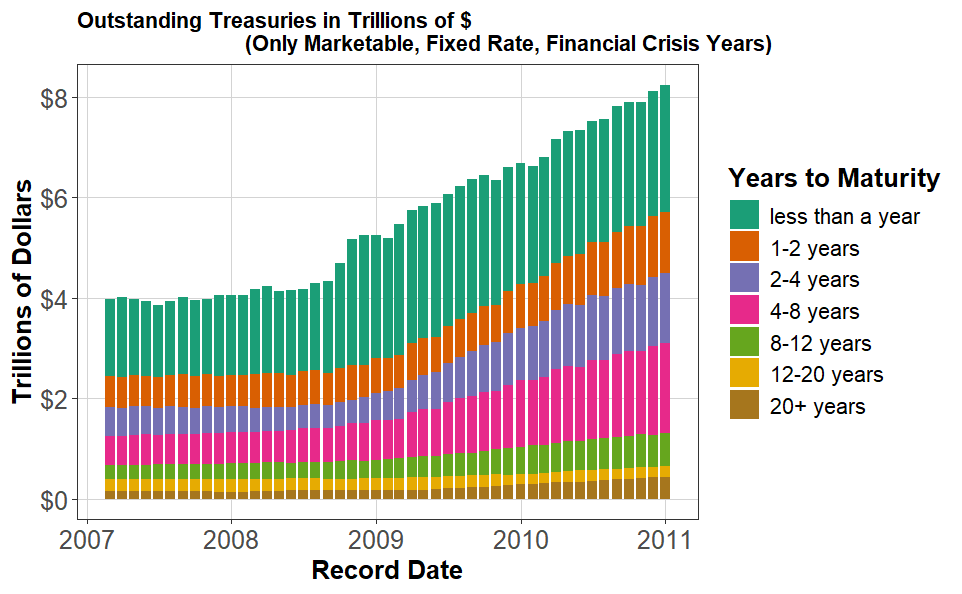 Outstanding Treasuries in Trillions of $
(Only Marketable, Fixed Rate, Financial Crisis Years)
Trillions of Dollars
$8
$6
$4
$2
$0
2007 2008 2009 2010 2011
Record Date
Years to Maturity
less than a year
1-2 years
2-4 years
4-8 years
8-12 years
12-20 years
20+ years